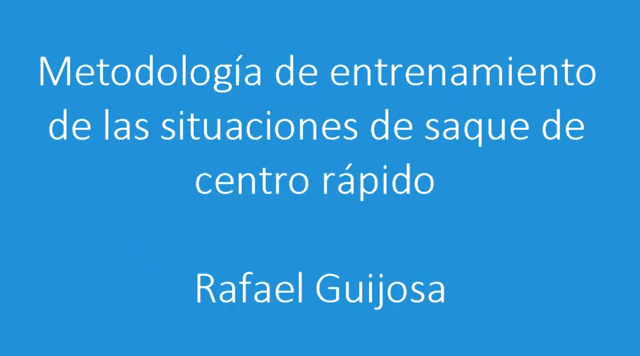 Metodología de entrenamiento
de las situaciones de saque de
centro rápido
Rafael Guijosa